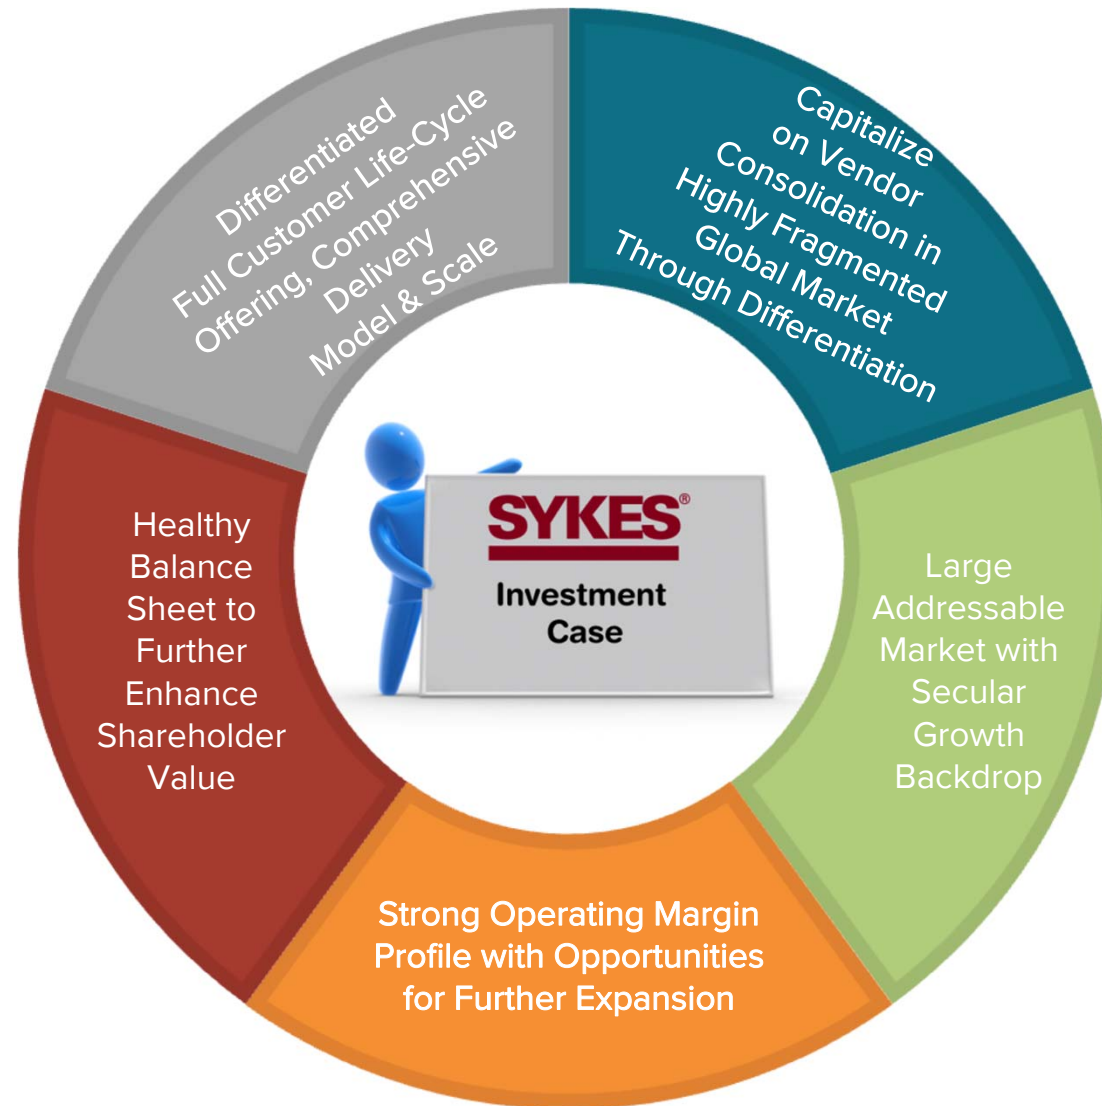 Differentiated
Full Customer Life-Cycle
Offering, Comprehensive
Delivery
Model & Scale
Capitalize
on Vendor
Consolidation in
Highly Fragmented
Global Market
Through Differentiation
Healthy
Balance
Sheet to
Further
Enhance
Shareholder
Value
SYKES®
Investment
Case
Large
Addressable
Market with
Secular
Growth
Backdrop
Strong Operating Margin
Profile with Opportunities
for Further Expansion